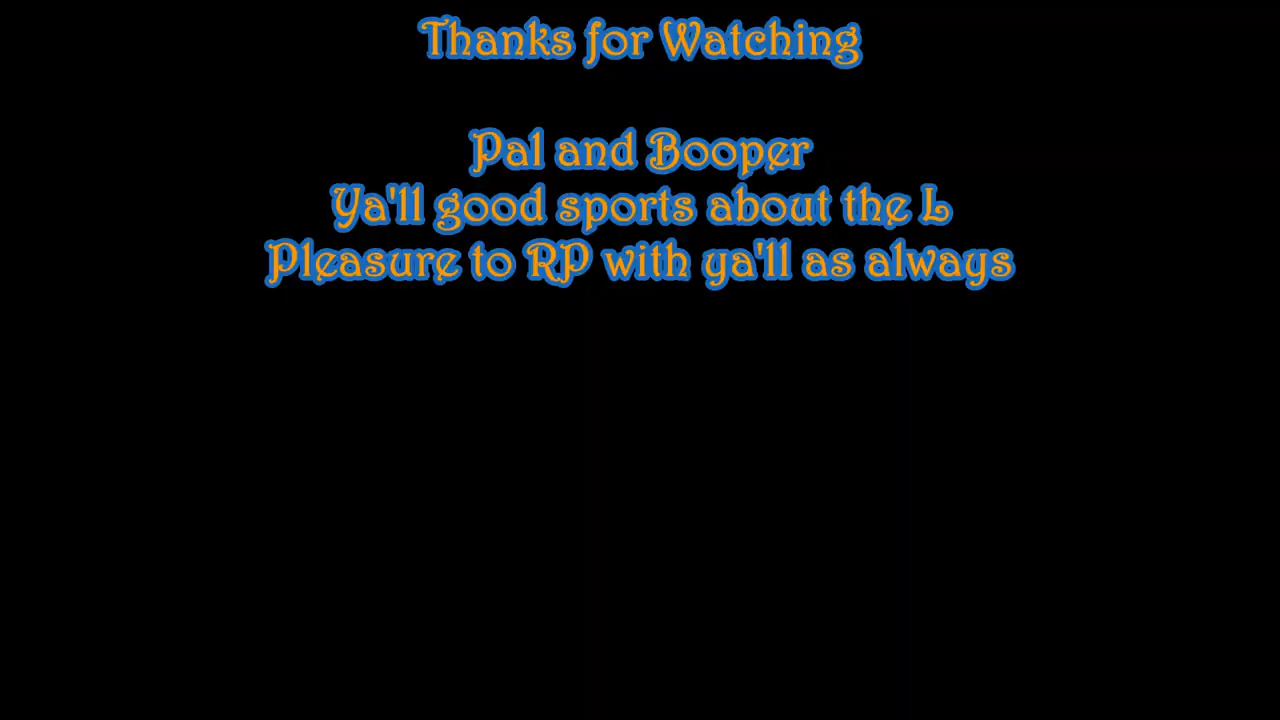 Thanks for Watching
Pal and Booper
Ya'll good sports about the L
Pleasure to RP with ya'll as always